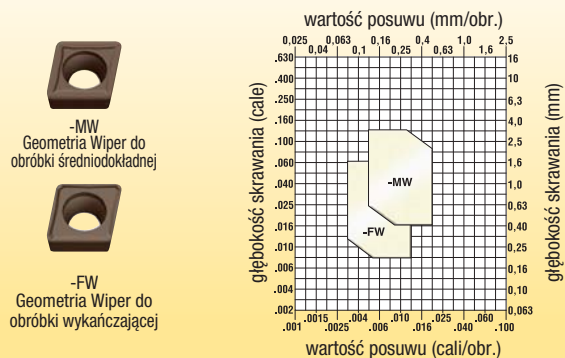 -MW
Geometria Wiper do
obróbki średniodokładnej
-FW
Geometria Wiper do
obróbki wykańczającej
wartość posuwu (mm/obr.)
0,025 0,063 0,16 0,4 1,0 2.5
0,04 0,1 0,25 0,63 1,6
głębokość skrawania (cale)
.630
.400
.250
.160
.100
.060
.040
.025
.016
.010
.006
.004
.002
-MW
-FW
16
10
6,3
4,0
2,5
1,6
1,0
0,63
0,40
0,25
0,16
0,10
0,063
głębokość skrawania (mm)
.0015 .004 .010 .025 .060
.001 .0025 .006 .016 .040 .100
wartość posuwu (cali/obr.)